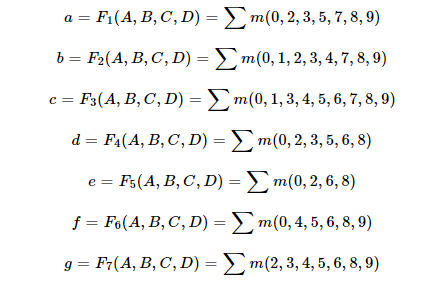 a = F₁(A, B, C, D) = ∑ m(0, 2, 3, 5, 7, 8, 9)
b = F₂(A, B, C, D) = ∑ m(0, 1, 2, 3, 4, 7, 8, 9)
c = F₃(A, B, C, D) = ∑ m(0, 1, 3, 4, 5, 6, 7, 8, 9)
d = F₄(A, B, C, D) = ∑ m(0, 2, 3, 5, 6, 8)
e = F₅(A, B, C, D) = ∑ m(0, 2, 6, 8)
f = F₆(A, B, C, D) = ∑ m(0, 4, 5, 6, 8, 9)
g = F₇(A, B, C, D) = ∑ m(2, 3, 4, 5, 6, 8, 9)